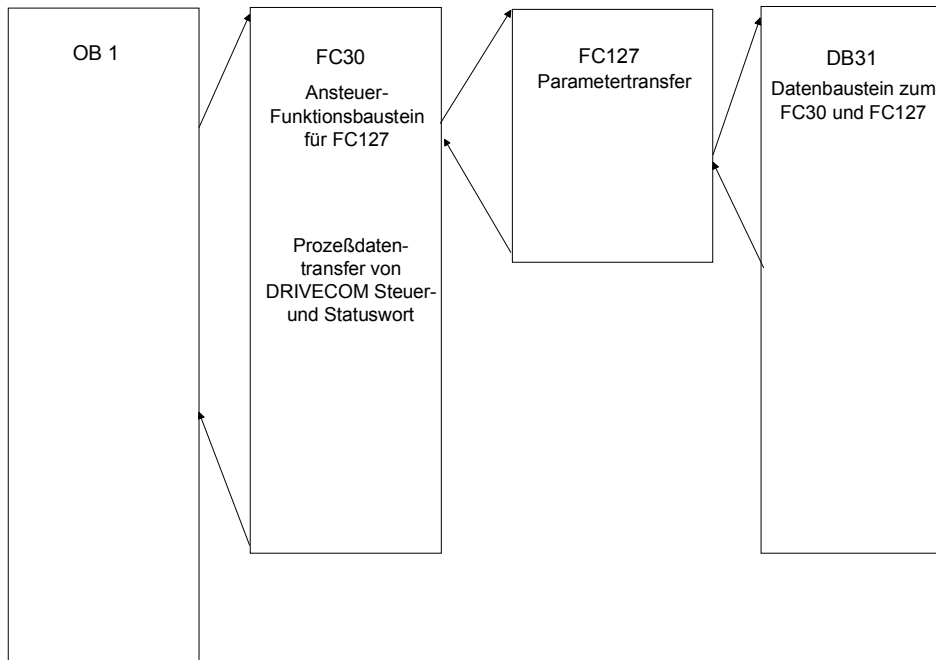 OB 1
FC30
Ansteuer-
Funktionsbaustein
für FC127
Prozeßdaten-
transfer von
DRIVECOM Steuer-
und Statuswort
FC127
Parametertransfer
DB31
Datenbaustein zum
FC30 und FC127